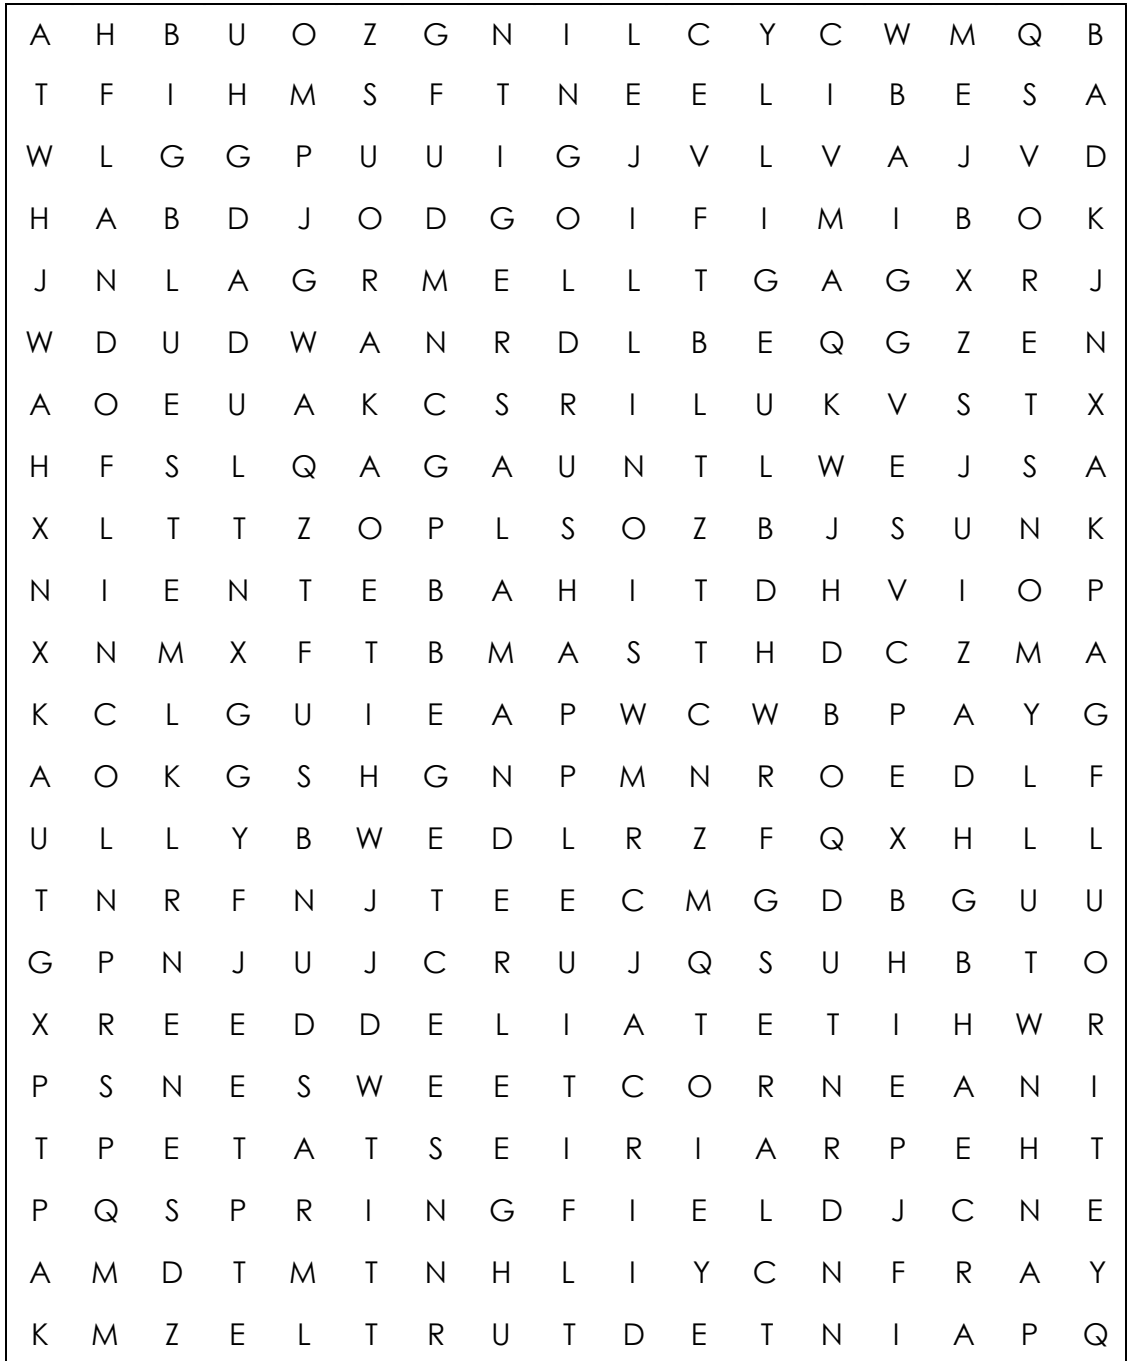 A H B U O Z G N I L C Y C W M Q B
T F I H M S F T N E E L I B E S A
W L G G P U U I G J V L V A J V D
H A B D J O D G O I F I M I B O K
J N L A G R M E L L T G A G X R J
W D U D W A N R D L B E Q G Z E N
A O E U A K C S R I L U K V S T X
H F S L Q A G A U N T L W E J S A
X L T T Z O P L S O Z B J S U N K
N I E N T E B A H I T D H V I O P
X N M X F T B M A S T H D C Z M A
K C L G U I E A P W C W B P A Y G
A O K G S H G N P M N R O E D L F
U L L Y B W E D L R Z F Q X H L L
T N R F N J T E E C M G D B G U U
G P N J U J C R U J Q S U H B T O
X R E E D D E L I A T E T I H W R
P S N E S W E E T C O R N E A N I
T P E T A T S E I R I A R P E H T
P Q S P R I N G F I E L D J C N E
A M D T M T N H L I Y C N F R A Y
K M Z E L T R U T D E T N I A P Q